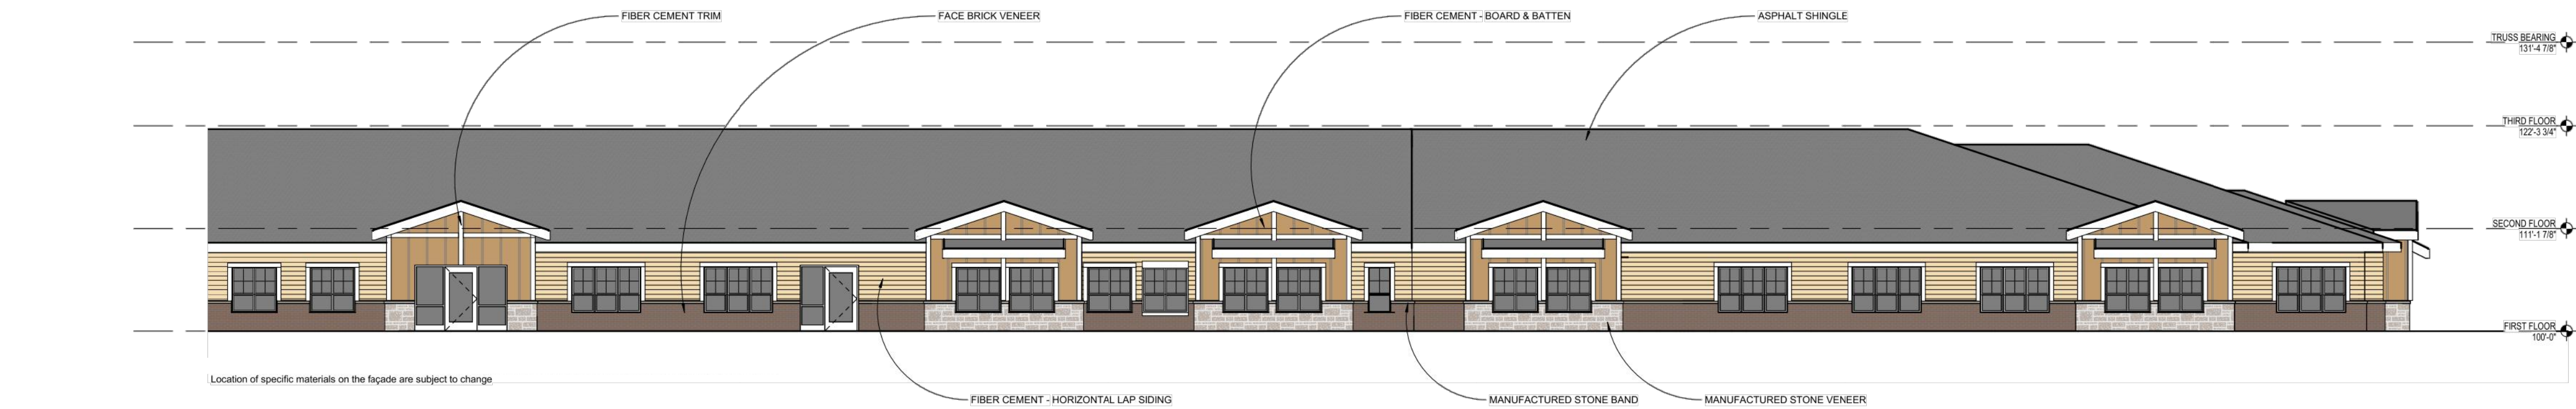 FIBER CEMENT TRIM
FACE BRICK VENEER
FIBER CEMENT - BOARD & BATTEN
ASPHALT SHINGLE
TRUSS BEARING
131'-4 7/8"
THIRD FLOOR
122'-3 3/4"
SECOND FLOOR
111'-1 7/8"
FIRST FLOOR
100'-0"
Location of specific materials on the façade are subject to change
FIBER CEMENT - HORIZONTAL LAP SIDING
MANUFACTURED STONE BAND
MANUFACTURED STONE VENEER